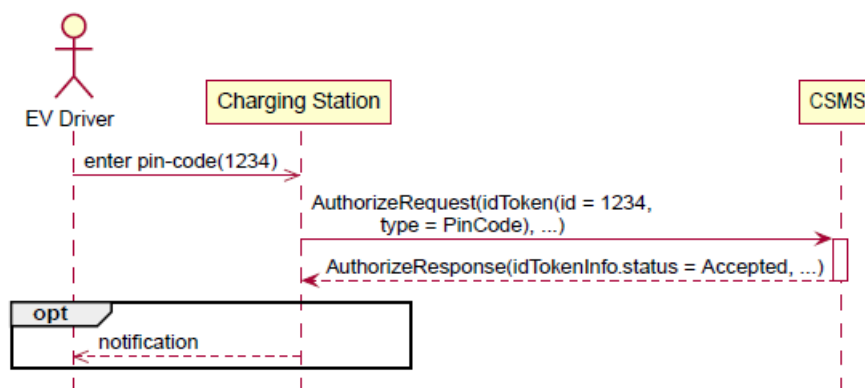 EV Driver
Charging Station
CSMS
enter pin-code(1234)
AuthorizeRequest(idToken(id = 1234,
type = PinCode), ...)
AuthorizeResponse(idTokenInfo.status = Accepted, ...)
opt
notification